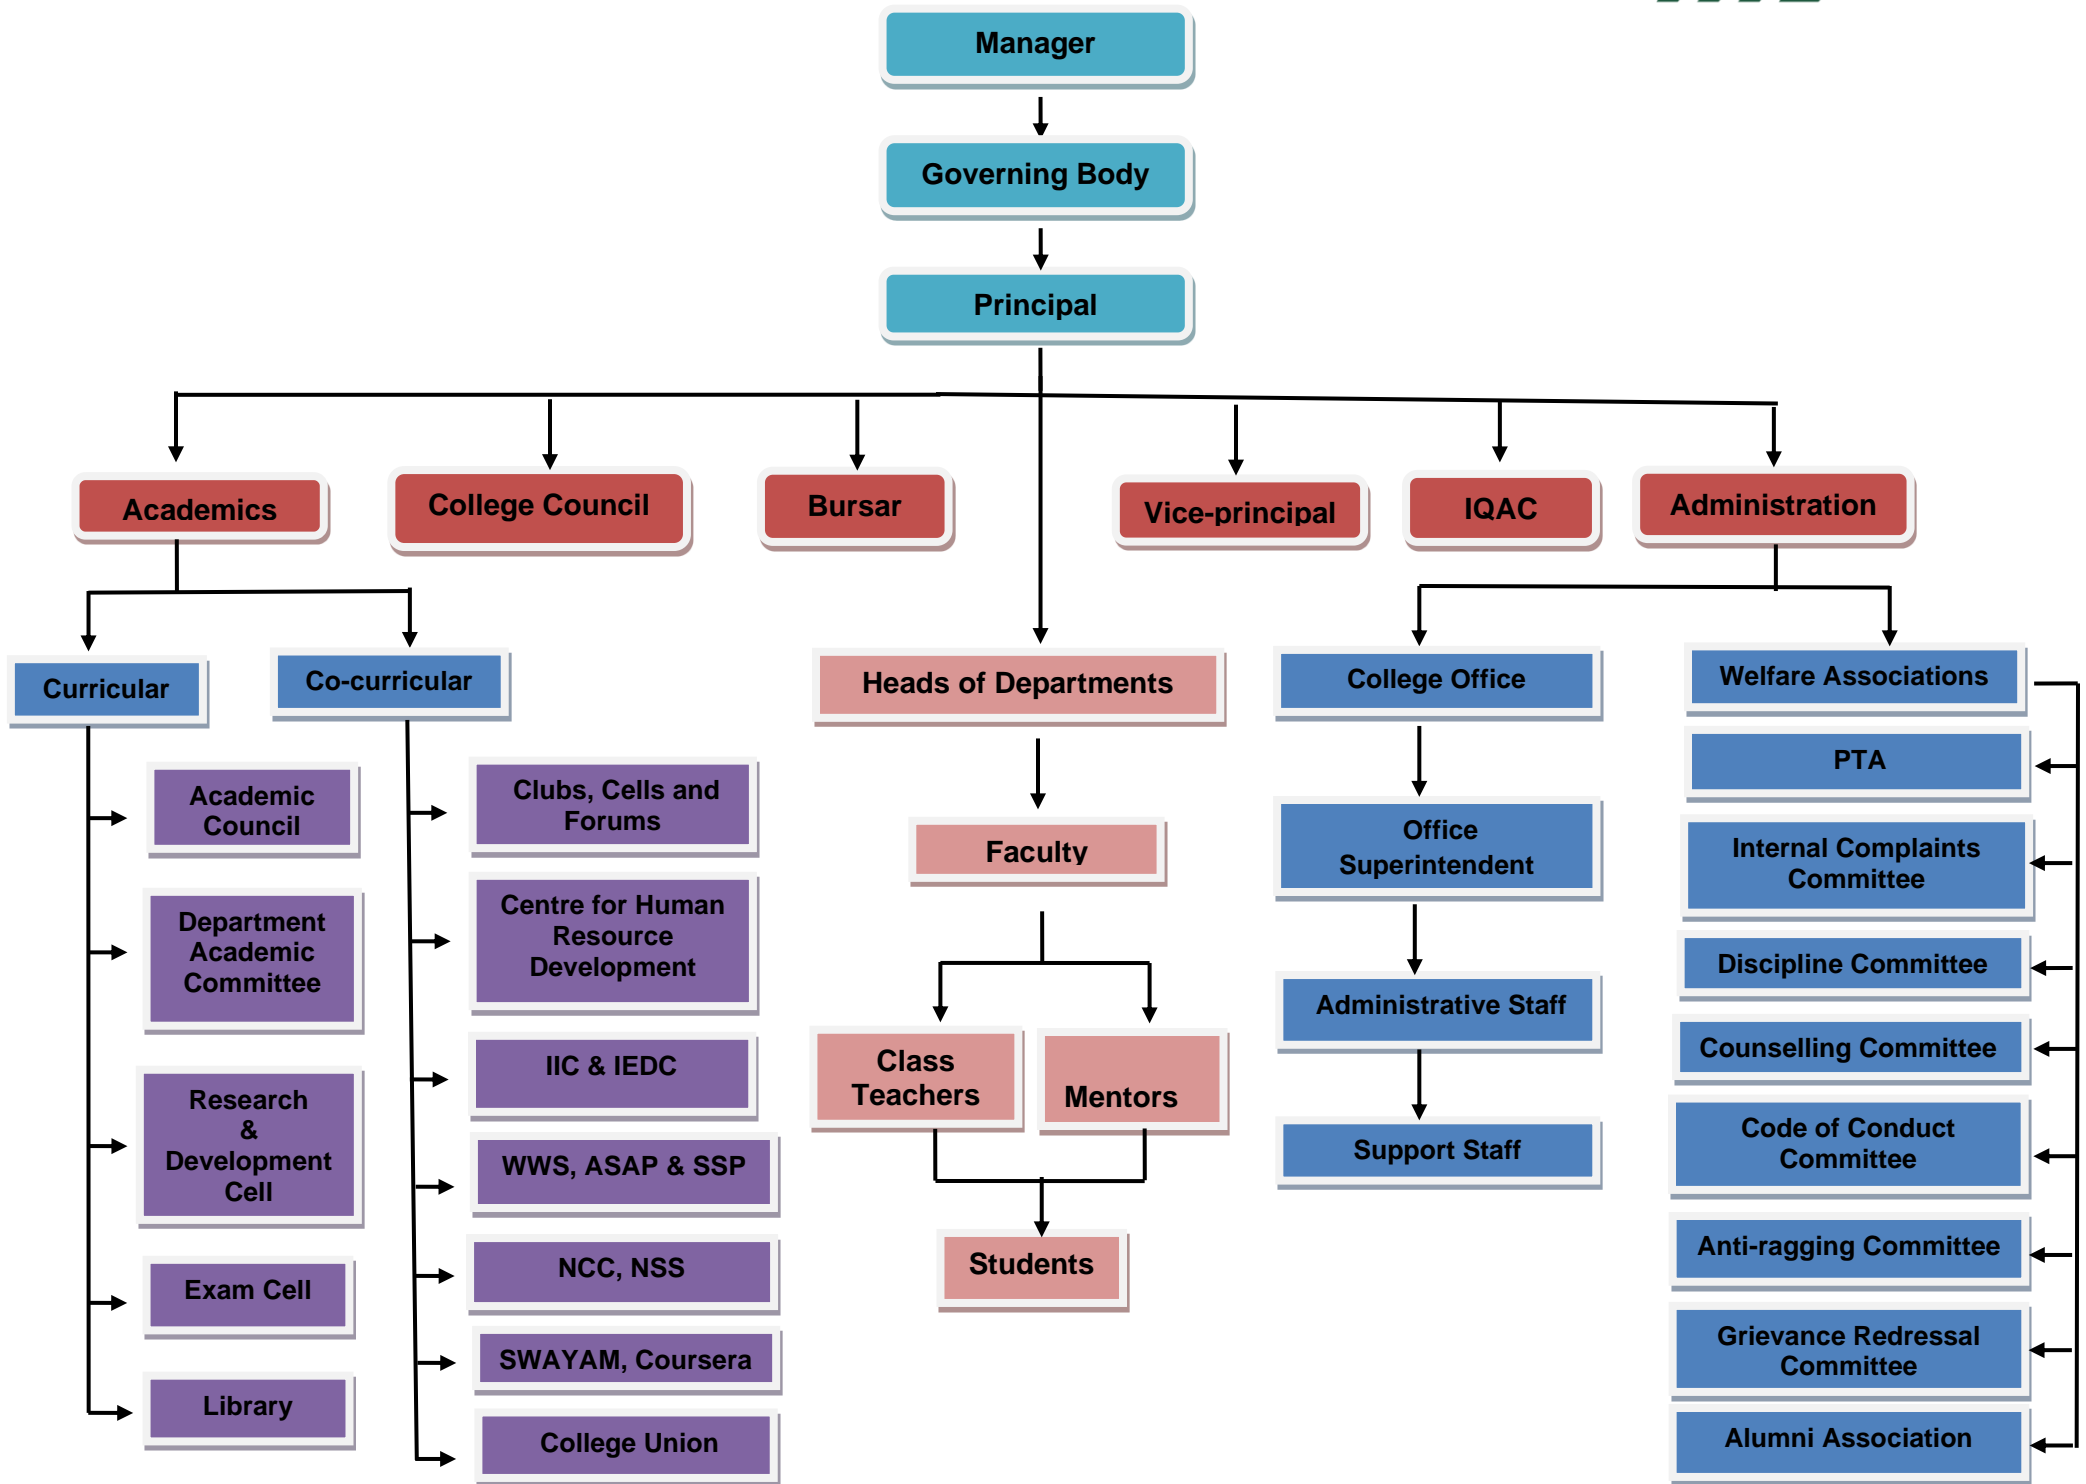 Manager
Governing Body
Principal
Academics
College Council
Bursar
Vice-principal
IQAC
Administration
Curricular
Co-curricular
Heads of Departments
College Office
Welfare Associations
Academic
Council
Department
Academic
Committee
Research
&
Development
Cell
Exam Cell
Library
Clubs, Cells and
Forums
Centre for Human
Resource
Development
IIC & IEDC
WWS, ASAP & SSP
NCC, NSS
SWAYAM, Coursera
College Union
Faculty
Class
Teachers
Mentors
Students
Office
Superintendent
Administrative Staff
Support Staff
PTA
Internal Complaints
Committee
Discipline Committee
Counselling Committee
Code of Conduct
Committee
Anti-ragging Committee
Grievance Redressal
Committee
Alumni Association